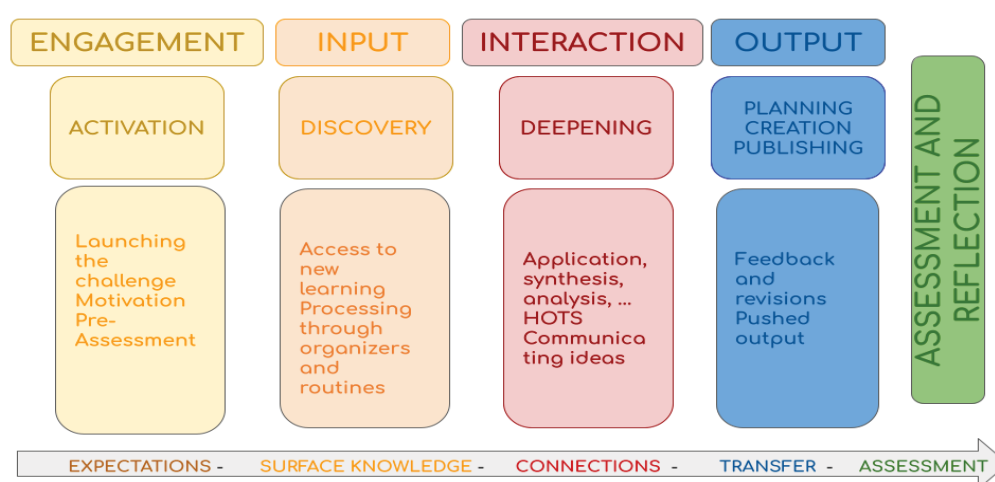 ENGAGEMENT
INPUT
INTERACTION
OUTPUT
ACTIVATION
DISCOVERY
DEEPENING
PLANNING
CREATION
PUBLISHING
Launching
the
challenge
Motivation
Pre-
Assessment
Access to
new
learning
Processing
through
organizers
and
routines
Application,
synthesis,
analysis, ...
HOTS
Communica
ting ideas
Feedback
and
revisions
Pushed
output
ASSESSMENT AND
REFLECTION
EXPECTATIONS - SURFACE KNOWLEDGE - CONNECTIONS - TRANSFER - ASSESSMENT